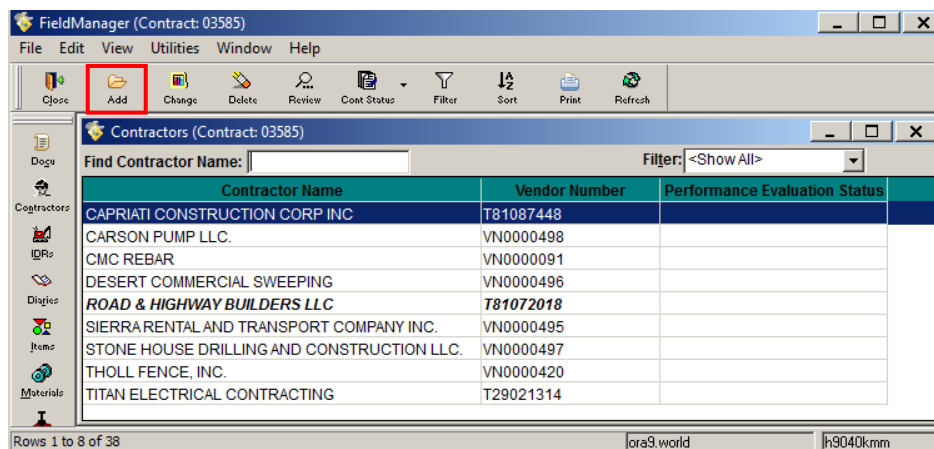 FieldManager (Contract: 03585)
File Edit View Utilities Window Help
Close Add Change Delete Review Cont Status Filter Sort Print Refresh
Contractors (Contract: 03585)
Find Contractor Name: Filter: <Show All>
Contractor Name Vendor Number Performance Evaluation Status
CAPRIATI CONSTRUCTION CORP INC T81087448
CARSON PUMP LLC. VN0000498
CMC REBAR VN0000091
DESERT COMMERCIAL SWEEPING VN0000496
ROAD & HIGHWAY BUILDERS LLC T81072018
SIERRA RENTAL AND TRANSPORT COMPANY INC. VN0000495
STONE HOUSE DRILLING AND CONSTRUCTION LLC. VN0000497
THOLL FENCE, INC. VN0000420
TITAN ELECTRICAL CONTRACTING T29021314
Docu
Contractors
IDRs
Diaries
Items
Materials
Rows 1 to 8 of 38 ora9.world h9040kmm